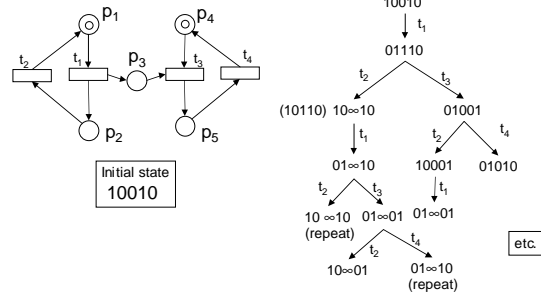 p1
p4
t2
t1
p3
t3
t4
p2
p5
Initial state
10010
10010
t1
01110
t2
t3
(10110) 10∞10
01001
t1
t2
t4
01∞10
10001
01010
t2
t3
t1
10 ∞10
(repeat)
01∞01
01∞01
t2
t4
10∞01
01∞10
(repeat)
etc.